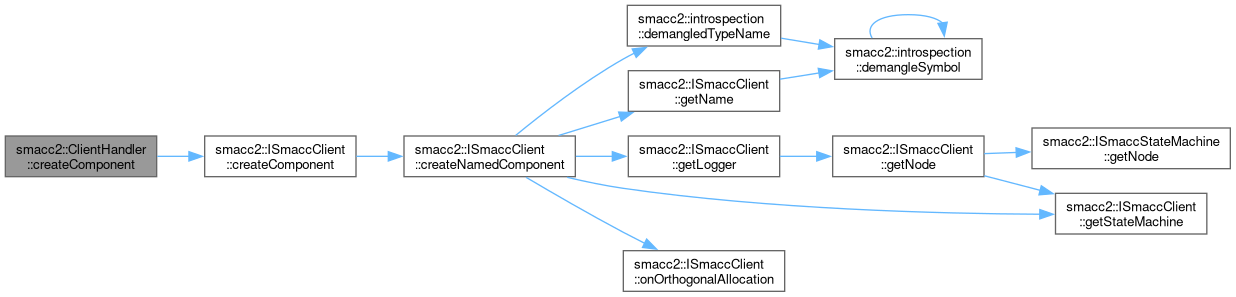 smacc2::introspection
::demangledTypeName
smacc2::introspection
::demangleSymbol
smacc2::ISmaccClient
::getName
smacc2::ClientHandler
::createComponent
smacc2::ISmaccClient
::createComponent
smacc2::ISmaccClient
::createNamedComponent
smacc2::ISmaccClient
::getLogger
smacc2::ISmaccClient
::getNode
smacc2::ISmaccStateMachine
::getNode
smacc2::ISmaccClient
::getStateMachine
smacc2::ISmaccClient
::onOrthogonalAllocation